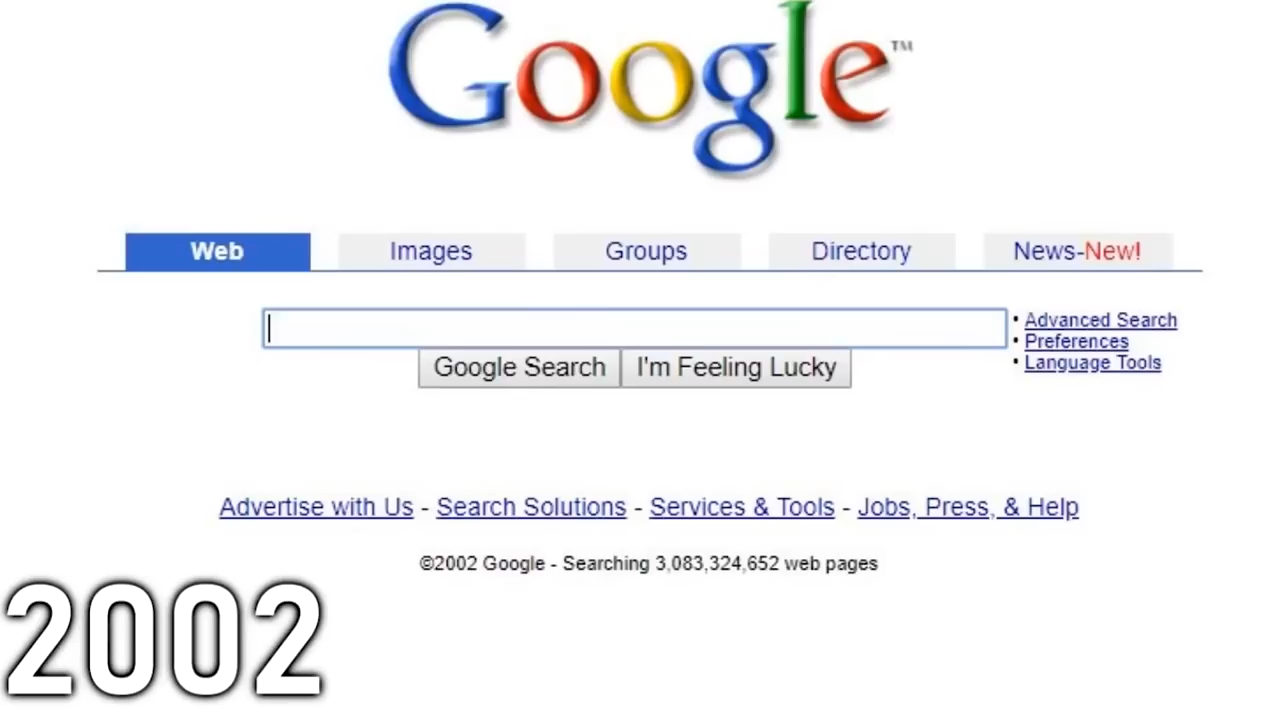 Google™
Web Images Groups Directory News-New!
• Advanced Search
• Preferences
• Language Tools
Google Search I'm Feeling Lucky
Advertise with Us - Search Solutions - Services & Tools - Jobs, Press, & Help
©2002 Google - Searching 3,083,324,652 web pages
2002